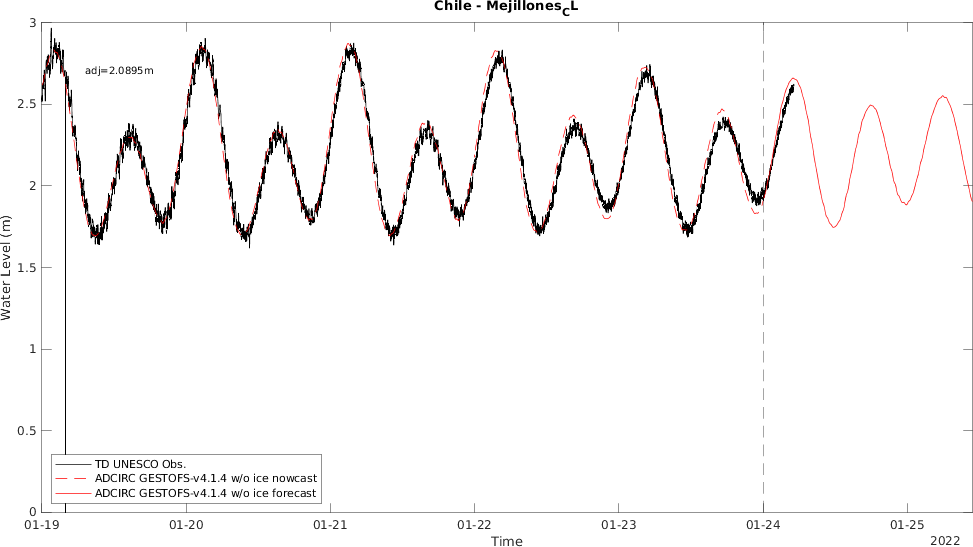 Chile - Mejillones_CL
3
adj=2.0895m
2.5
2
1.5
1
0.5
0
Water Level (m)
TD UNESCO Obs.
ADCIRC GESTOFS-v4.1.4 w/o ice nowcast
ADCIRC GESTOFS-v4.1.4 w/o ice forecast
01-19 01-20 01-21 01-22 01-23 01-24 01-25
Time
2022